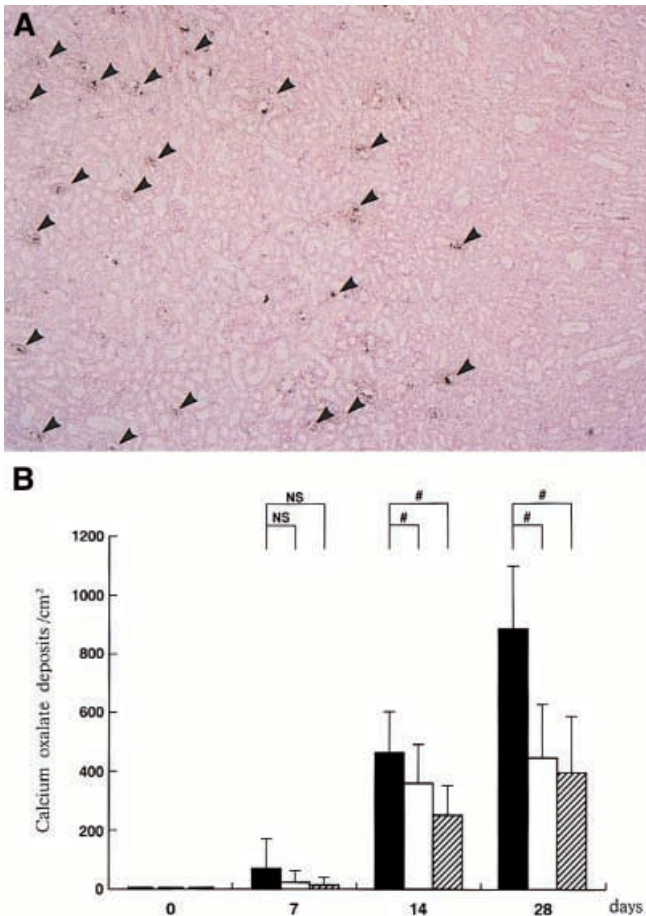 A
B
NS # #
NS # #
1200
1000
800
600
400
200
0
Calcium oxalate deposits/cm²
0 7 14 28 days